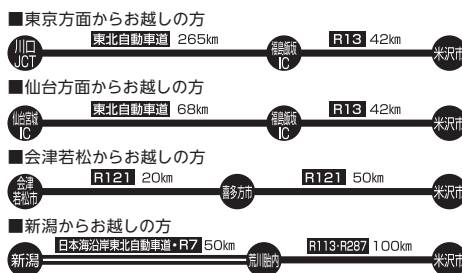 ■東京方面からお越しの方
川口JCT 東北自動車道 265km 福島飯坂IC R13 42km 米沢市
■仙台方面からお越しの方
仙台宮城IC 東北自動車道 68km 福島飯坂IC R13 42km 米沢市
■会津若松からお越しの方
会津若松市 R121 20km 喜多方市 R121 50km 米沢市
■新潟からお越しの方
新潟 日本海沿岸東北自動車道・R7 50km 荒川胎内 R113・R287 100km 米沢市